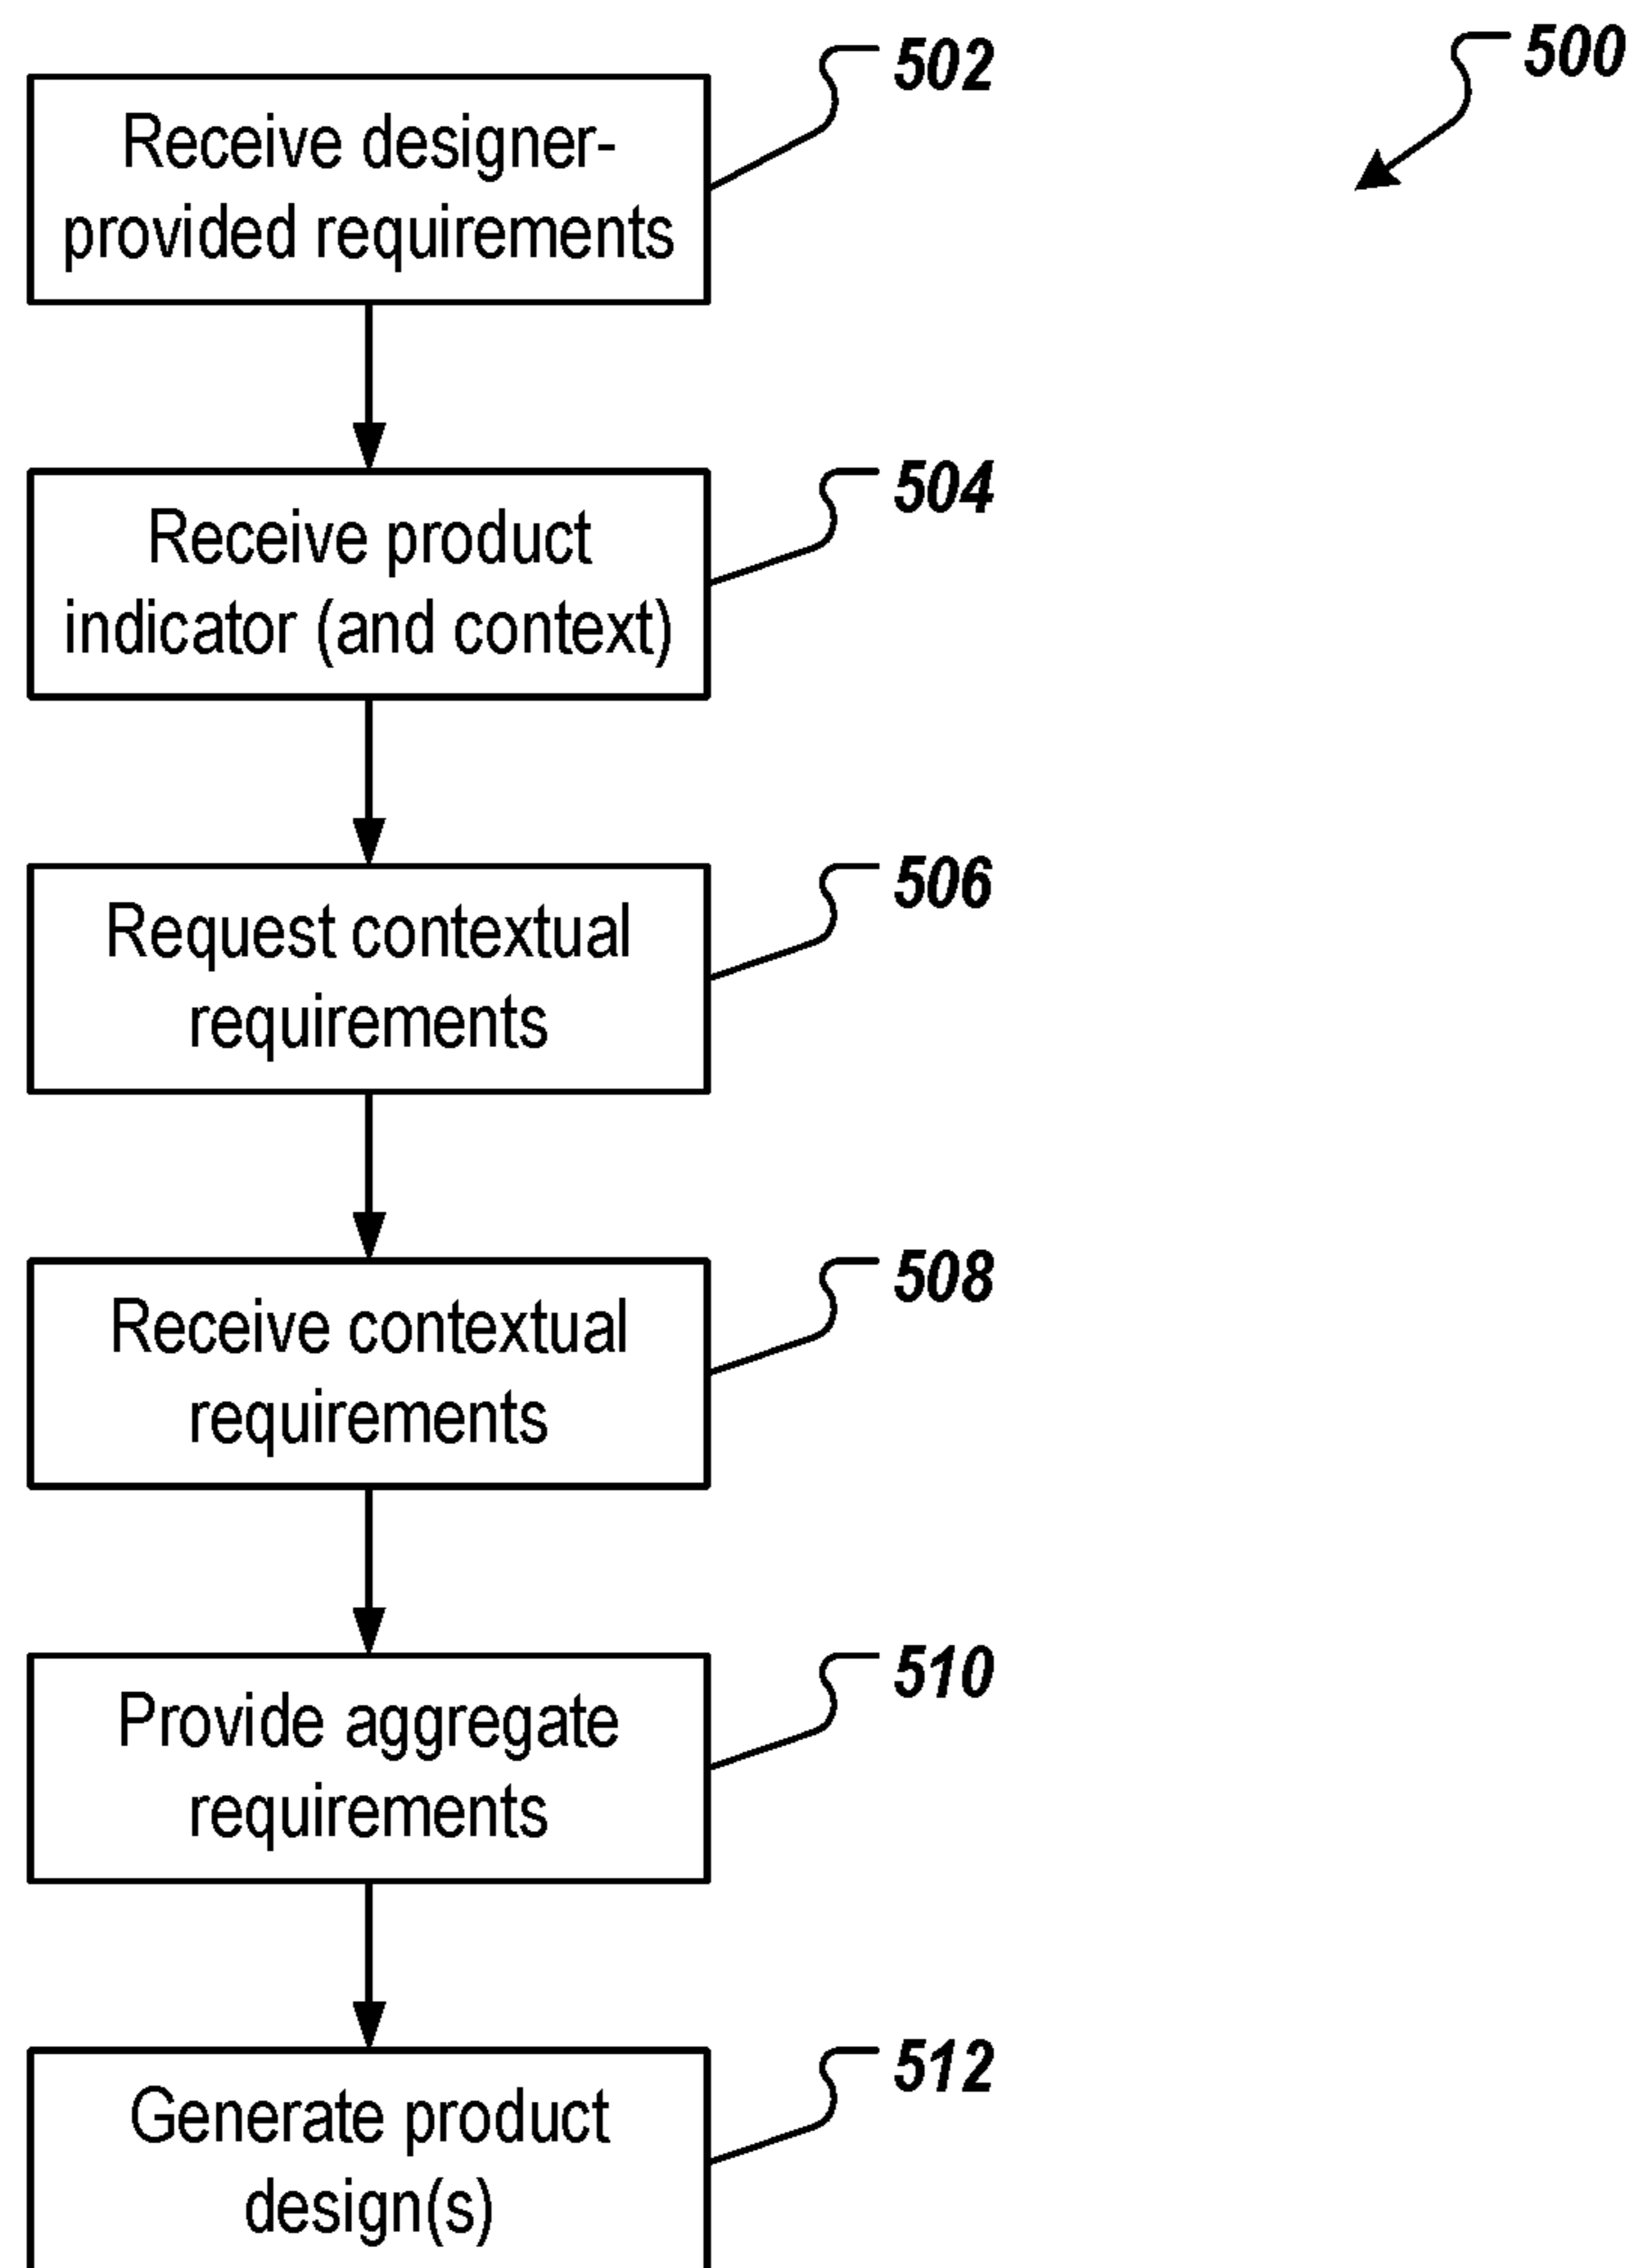 500
502
Receive designer-
provided requirements
504
Receive product
indicator (and context)
506
Request contextual
requirements
508
Receive contextual
requirements
510
Provide aggregate
requirements
512
Generate product
design(s)